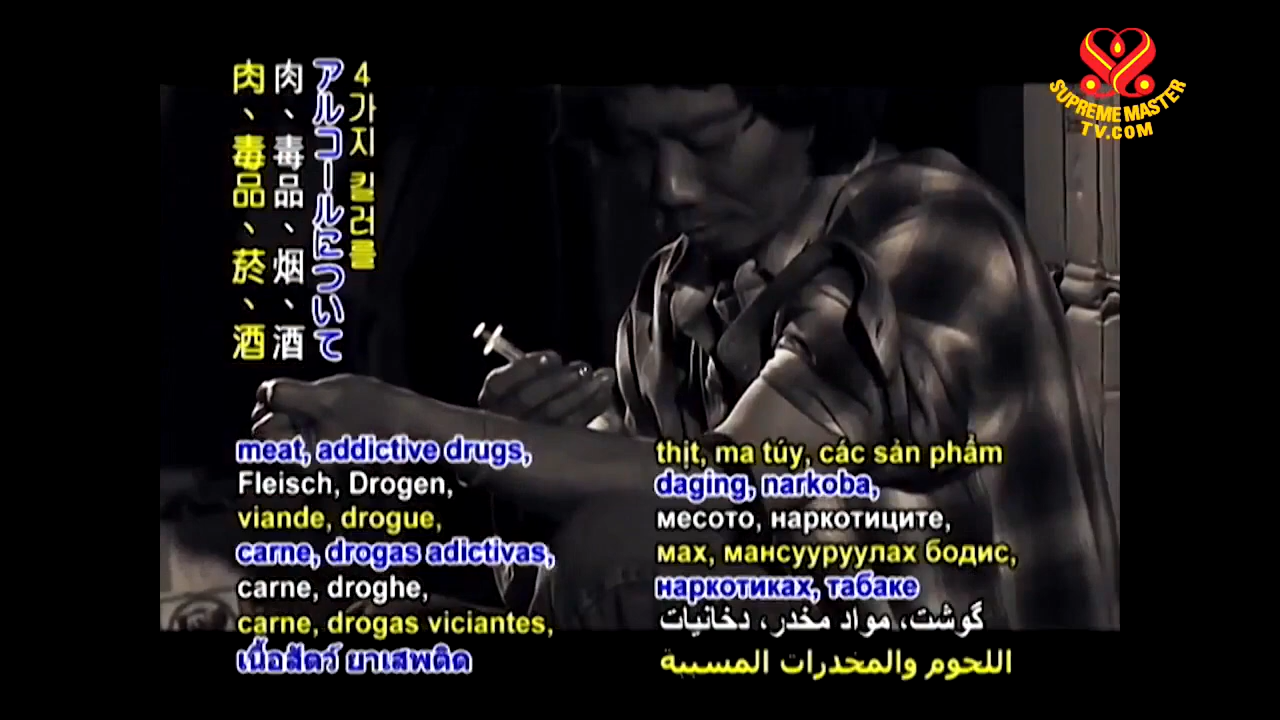 SUPREME MASTER
TV.COM
4가지 킬러를
アルコールについて
肉、毒品、烟、酒
肉、毒品、菸、酒
meat, addictive drugs,
Fleisch, Drogen,
viande, drogue,
carne, drogas adictivas,
carne, droghe,
carne, drogas viciantes,
เนื้อสัตว์ ยาเสพติด
thịt, ma túy, các sản phẩm
daging, narkoba,
месото, наркотиците,
мах, мансууруулах бодис,
наркотиках, табаке
گوشت، مواد مخدر، دخانیات
اللحوم والمخدرات المسببة